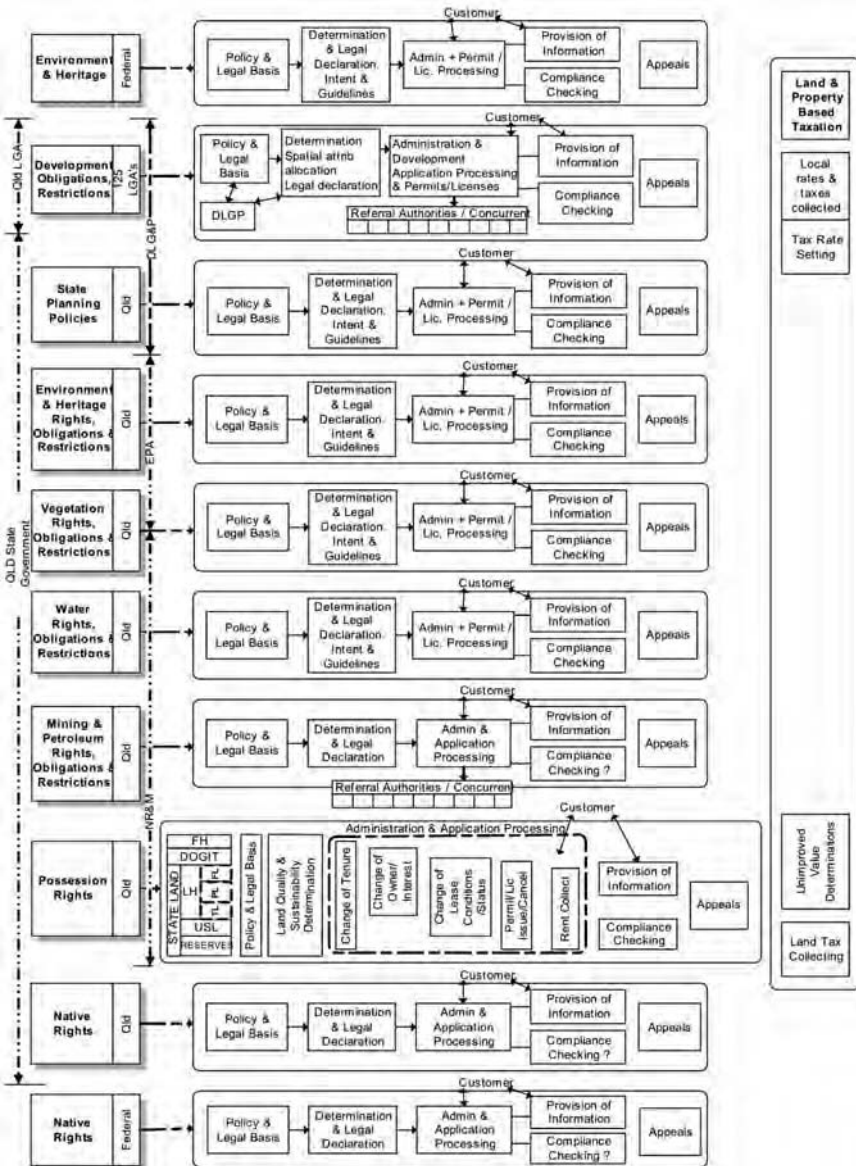 Customer
Environment
& Heritage
Federal
Policy &
Legal Basis
Determination
& Legal
Declaration.
Intent &
Guidelines
Admin + Permit /
Lic. Processing
Provision of
Information
Compliance
Checking
Appeals
Land &
Property
Based
Taxation
Local
rates &
taxes
collected
Tax Rate
Setting
Unimproved
Value
Determinations
Land Tax
Collecting
Qld LGA
DLG&P
Customer
Development
Obligations,
Restrictions
125
LGA's
Policy &
Legal
Basis
DLGP
Determination
Spatial attrib
allocation
Legal declaration
Administration &
Development
Application Processing
& Permits/Licenses
Referral Authorities / Concurrent
Provision of
Information
Compliance
Checking
Appeals
QLD State
Government
Customer
State
Planning
Policies
Qld
Policy &
Legal Basis
Determination
& Legal
Declaration.
Intent &
Guidelines
Admin + Permit /
Lic. Processing
Provision of
Information
Compliance
Checking
Appeals
EPA
Customer
Environment
& Heritage
Rights,
Obligations &
Restrictions
Qld
Policy &
Legal Basis
Determination
& Legal
Declaration.
Intent &
Guidelines
Admin + Permit /
Lic. Processing
Provision of
Information
Compliance
Checking
Appeals
Customer
Vegetation
Rights,
Obligations &
Restrictions
Qld
Policy &
Legal Basis
Determination
& Legal
Declaration.
Intent &
Guidelines
Admin + Permit /
Lic. Processing
Provision of
Information
Compliance
Checking
Appeals
NR&M
Customer
Water
Rights,
Obligations &
Restrictions
Qld
Policy &
Legal Basis
Determination
& Legal
Declaration.
Intent &
Guidelines
Admin + Permit /
Lic. Processing
Provision of
Information
Compliance
Checking
Appeals
Customer
Mining &
Petroleum
Rights,
Obligations &
Restrictions
Qld
Policy &
Legal Basis
Determination
& Legal
Declaration
Admin &
Application
Processing
Referral Authorities / Concurrent
Provision of
Information
Compliance
Checking ?
Appeals
Customer
Administration & Application Processing
Possession
Rights
Qld
STATE LAND
FH
DOGIT
LH
FL
PL
TL
USL
RESERVES
Policy & Legal Basis
Land Quality &
Sustainability
Determination
Change of Tenure
Change of
Owner/
Interest
Change of
Lease
Conditions
/Status
Permit/Lic
Issue/Cancel
Rent Collect
Provision of
Information
Compliance
Checking
Appeals
Customer
Native
Rights
Qld
Policy &
Legal Basis
Determination
& Legal
Declaration
Admin &
Application
Processing
Provision of
Information
Compliance
Checking ?
Appeals
Customer
Native
Rights
Federal
Policy &
Legal Basis
Determination
& Legal
Declaration
Admin &
Application
Processing
Provision of
Information
Compliance
Checking ?
Appeals